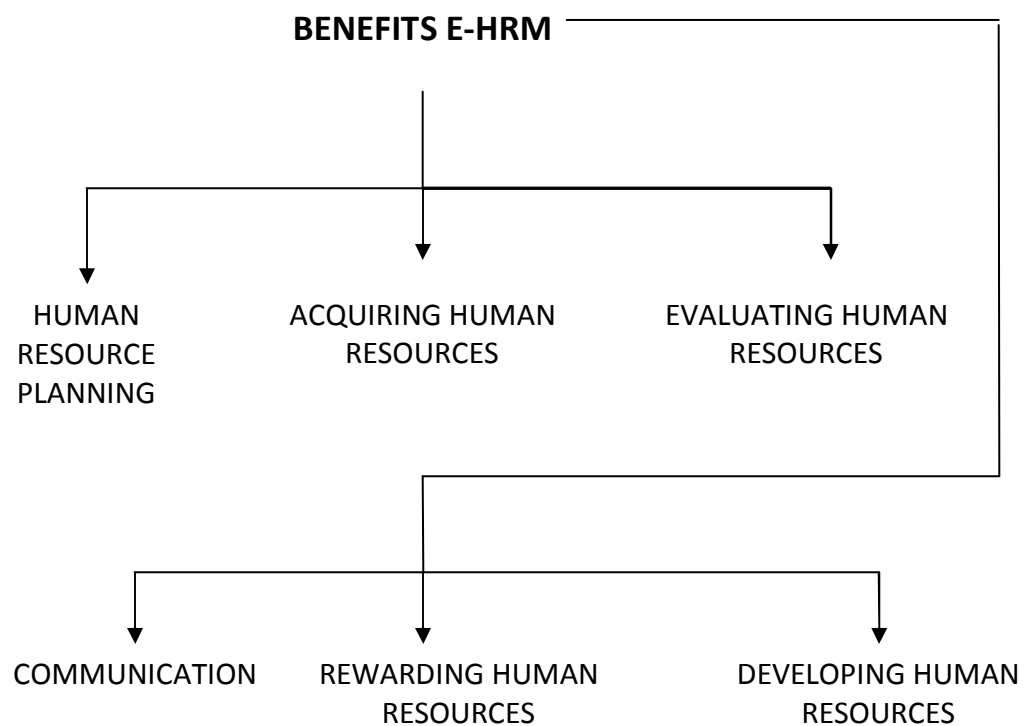 BENEFITS E-HRM
HUMAN
RESOURCE
PLANNING
ACQUIRING HUMAN
RESOURCES
EVALUATING HUMAN
RESOURCES
COMMUNICATION
REWARDING HUMAN
RESOURCES
DEVELOPING HUMAN
RESOURCES